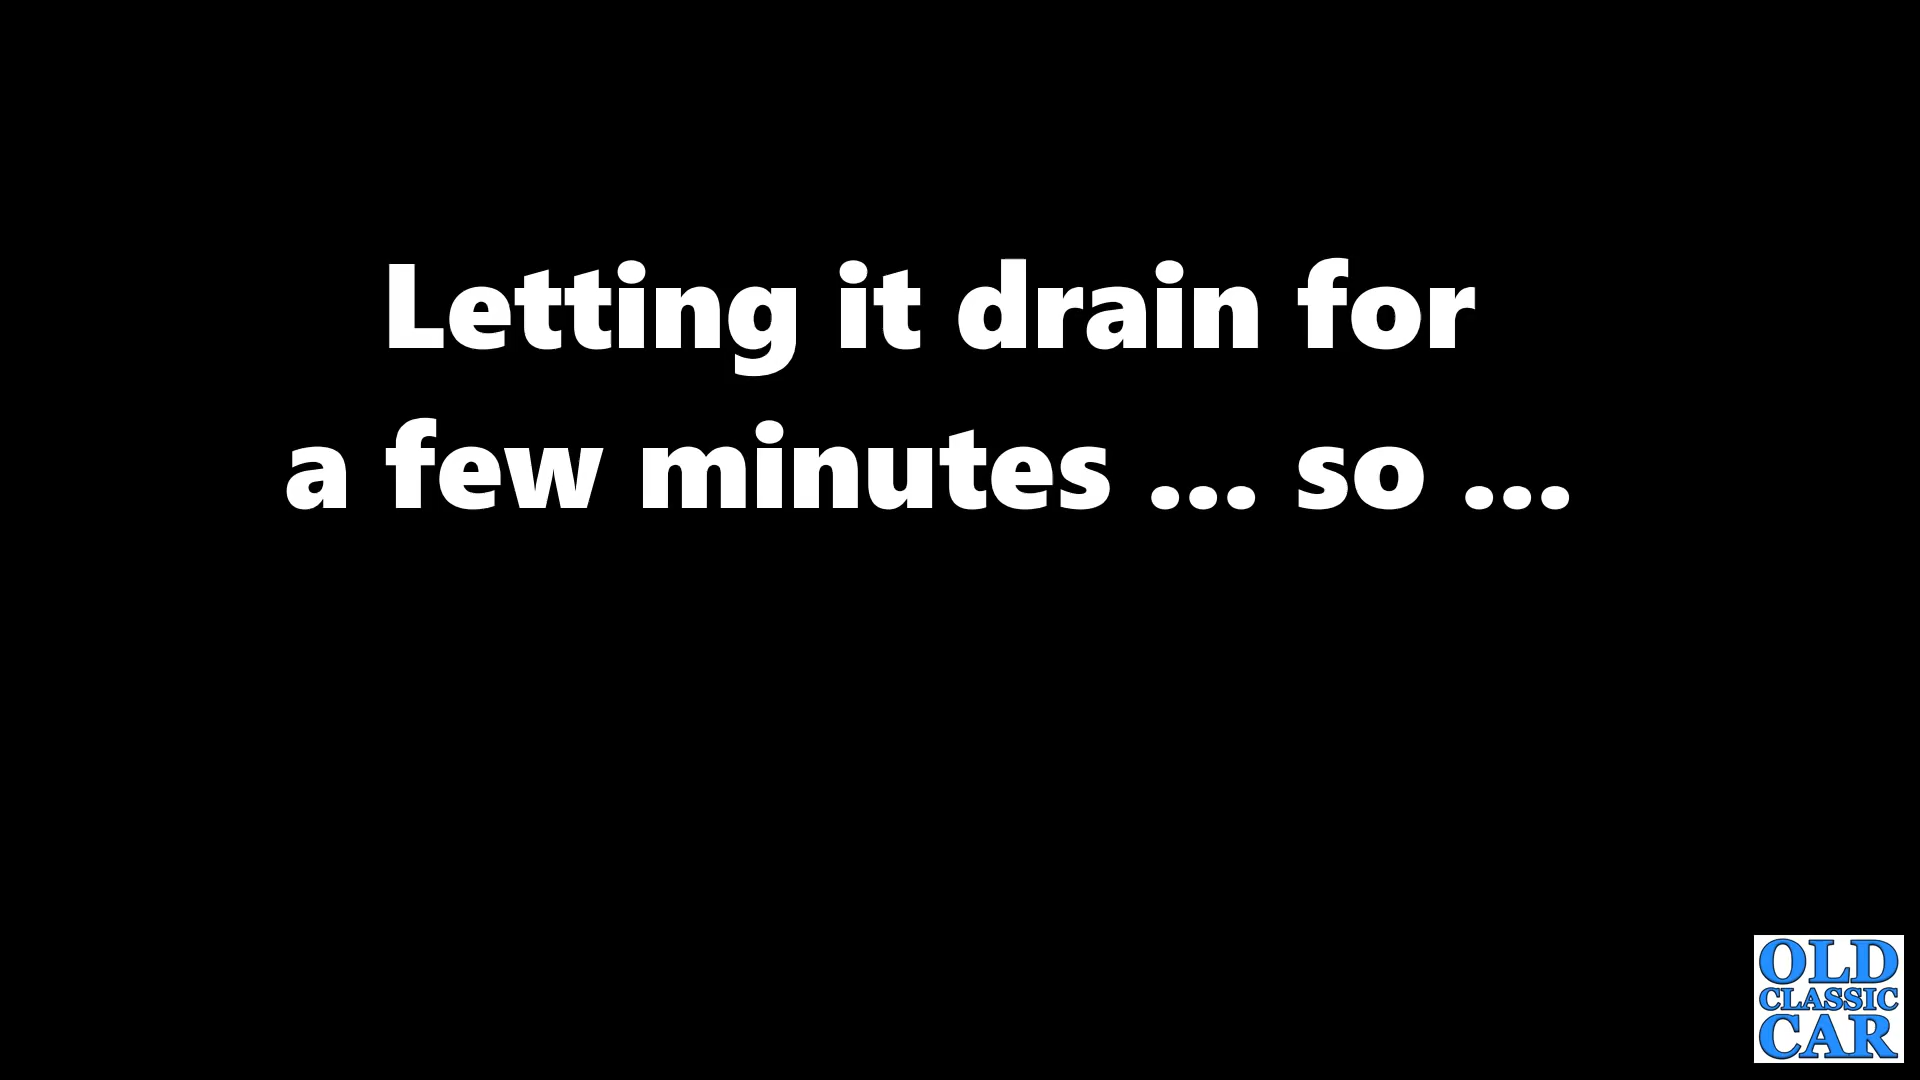 Letting it drain for
a few minutes ... so ...
OLD
CLASSIC
CAR